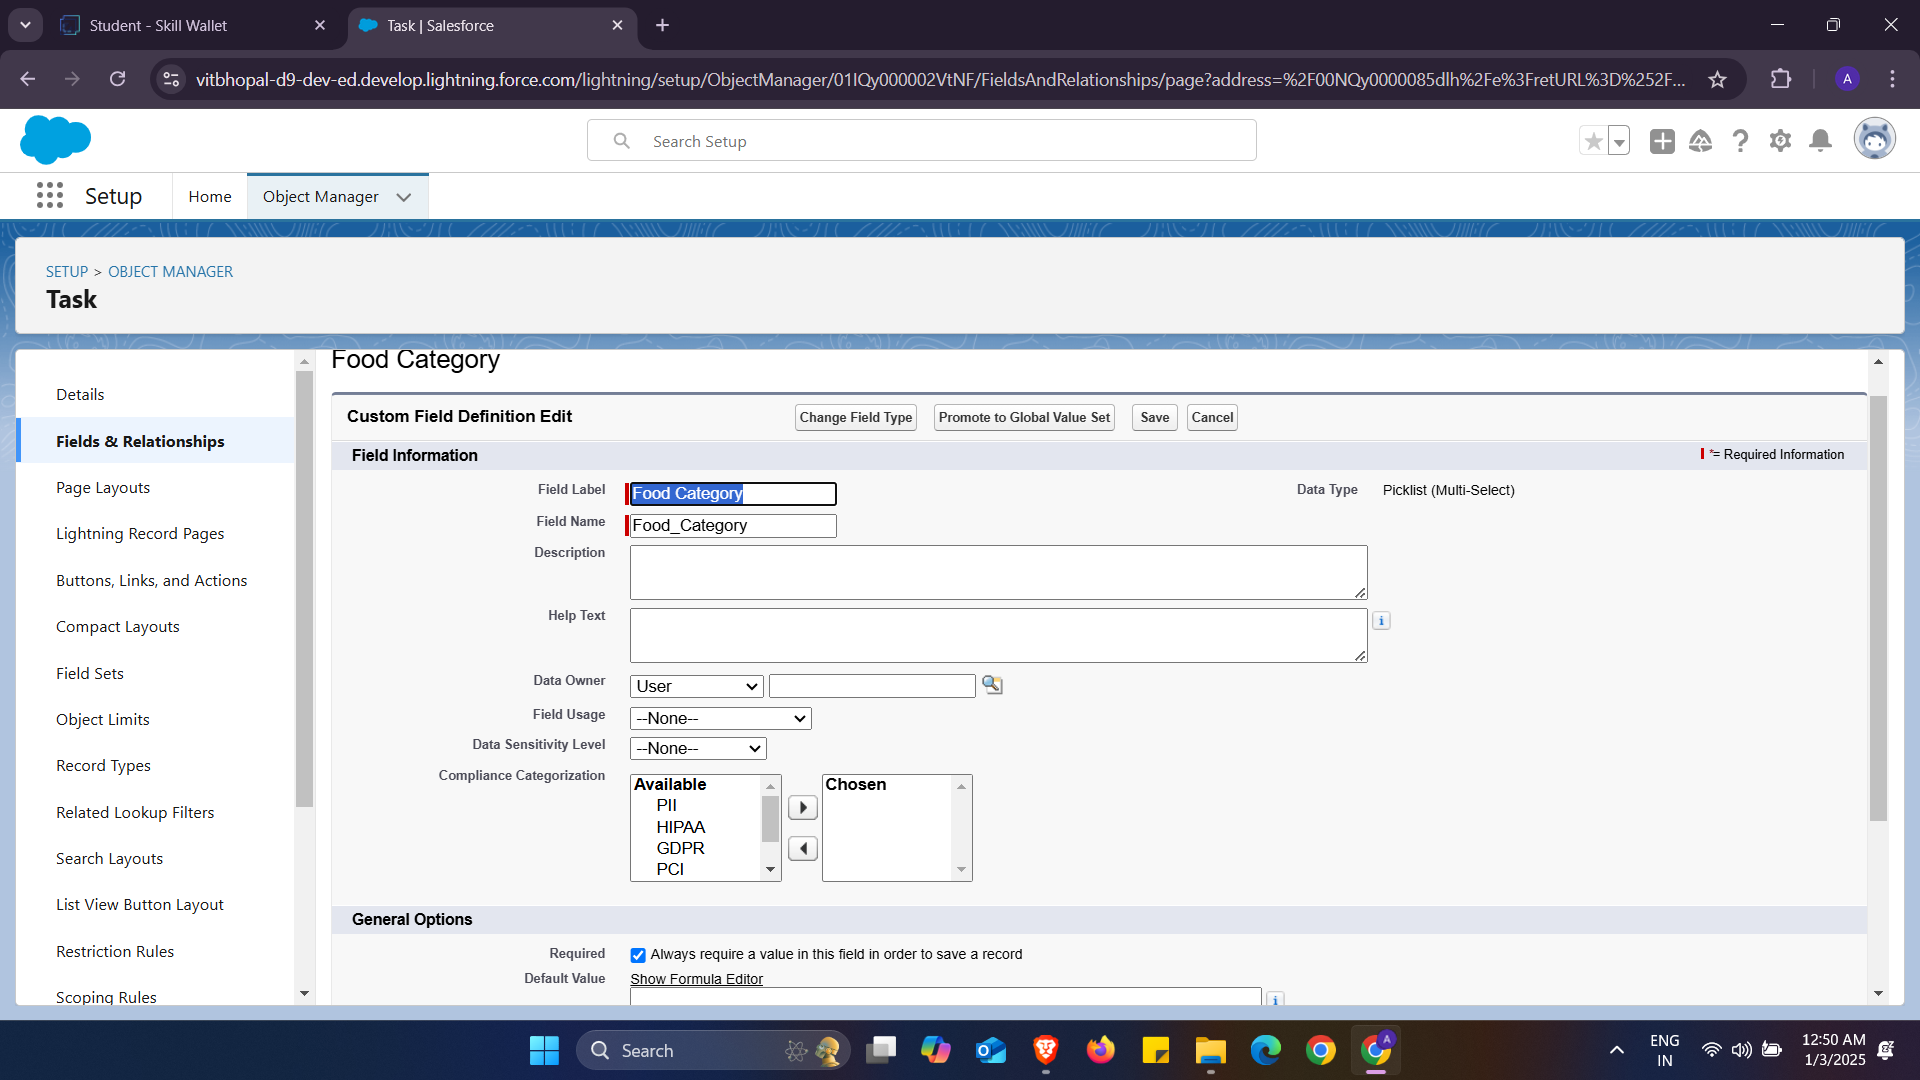 Student - Skill Wallet
Task | Salesforce
vitbhopal-d9-dev-ed.develop.lightning.force.com/lightning/setup/ObjectManager/01IQy000002VtNF/FieldsAndRelationships/page?address=%2F00NQy0000085dlh%2Fe%3FretURL%3D%252F...
A
Search Setup
Setup
Home
Object Manager
SETUP > OBJECT MANAGER
Task
Details
Fields & Relationships
Page Layouts
Lightning Record Pages
Buttons, Links, and Actions
Compact Layouts
Field Sets
Object Limits
Record Types
Related Lookup Filters
Search Layouts
List View Button Layout
Restriction Rules
Scoping Rules
Food Category
Custom Field Definition Edit
Change Field Type
Promote to Global Value Set
Save
Cancel
Field Information
*= Required Information
Field Label
Food Category
Data Type
Picklist (Multi-Select)
Field Name
Food_Category
Description
Help Text
i
Data Owner
User
Field Usage
--None--
Data Sensitivity Level
--None--
Compliance Categorization
Available
PII
HIPAA
GDPR
PCI
Chosen
General Options
Required
Always require a value in this field in order to save a record
Default Value
Show Formula Editor
i
Search
A
ENG
IN
12:50 AM
1/3/2025